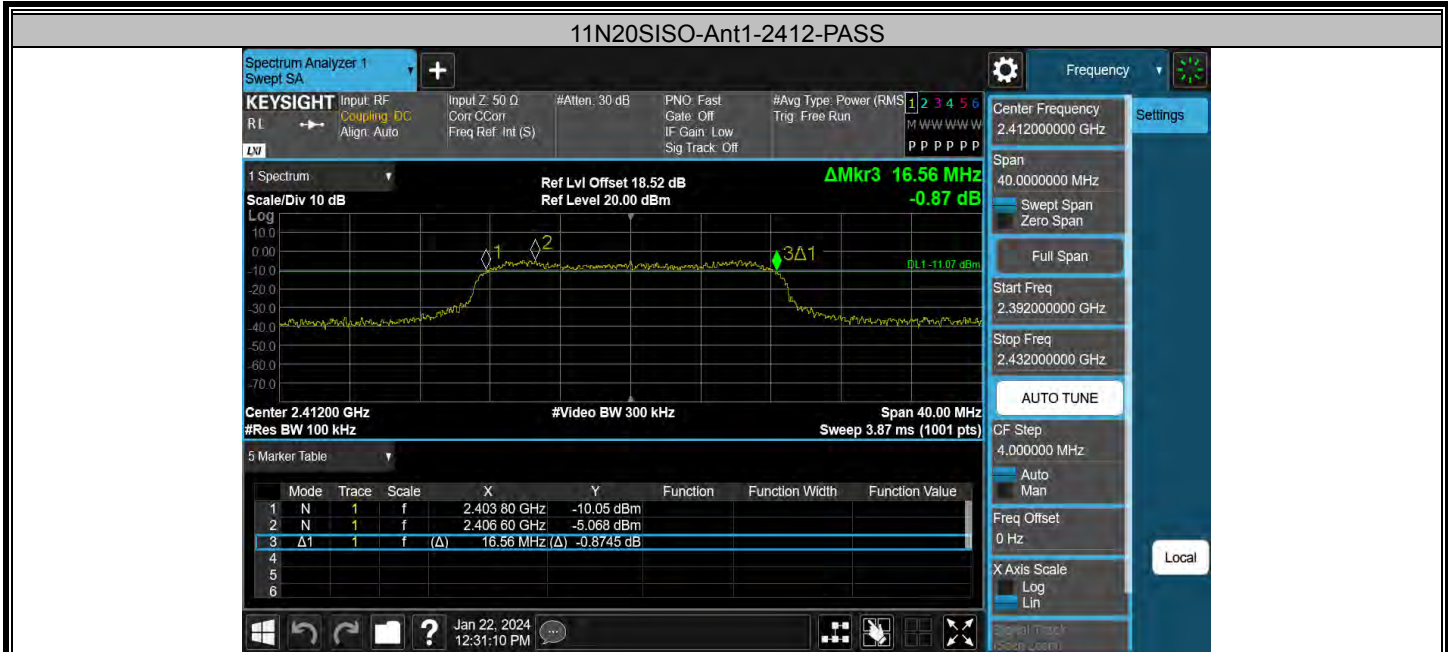 11N20SISO-Ant1-2412-PASS
Spectrum Analyzer 1
Swept SA
+
Frequency
KEYSIGHT
RL
LXI
Input: RF
Coupling: DC
Align: Auto
Input Z: 50 Ω
Corr CCorr
Freq Ref: Int (S)
#Atten: 30 dB
PNO: Fast
Gate: Off
IF Gain: Low
Sig Track: Off
#Avg Type: Power (RMS
Trig: Free Run
1 2 3 4 5 6
M W W W W W
P P P P P P
Center Frequency
2.412000000 GHz
Settings
1 Spectrum
Scale/Div 10 dB
Ref Lvl Offset 18.52 dB
Ref Level 20.00 dBm
ΔMkr3 16.56 MHz
-0.87 dB
Span
40.0000000 MHz
Swept Span
Zero Span
Full Span
Start Freq
2.392000000 GHz
Stop Freq
2.432000000 GHz
AUTO TUNE
Log
10.0
0.00
-10.0
-20.0
-30.0
-40.0
-50.0
-60.0
-70.0
1
2
3Δ1
DL1 -11.07 dBm
Center 2.41200 GHz
#Video BW 300 kHz
Span 40.00 MHz
#Res BW 100 kHz
Sweep 3.87 ms (1001 pts)
CF Step
4.000000 MHz
Auto
Man
Freq Offset
0 Hz
X Axis Scale
Log
Lin
Signal Track
(Span Zoom)
Local
5 Marker Table
Mode Trace Scale X Y Function Function Width Function Value
1 N 1 f 2.403 80 GHz -10.05 dBm
2 N 1 f 2.406 60 GHz -5.068 dBm
3 Δ1 1 f (Δ) 16.56 MHz (Δ) -0.8745 dB
4
5
6
?
Jan 22, 2024
12:31:10 PM